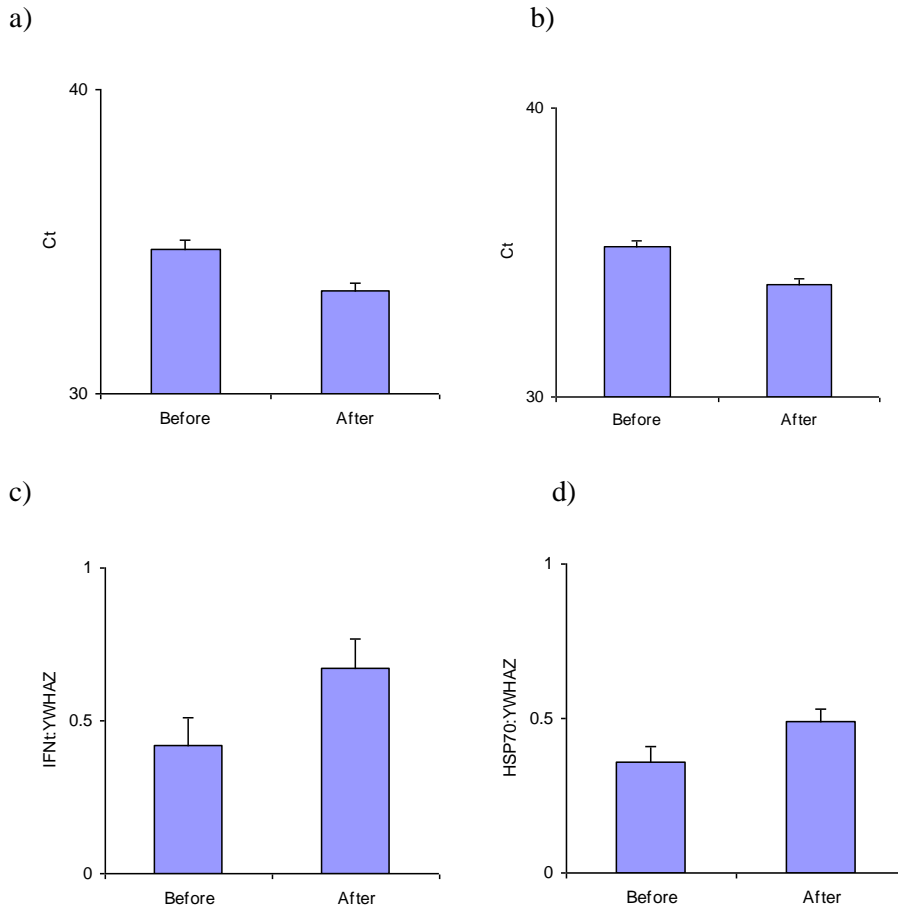 a)
40
Ct
30
Before After
b)
40
Ct
30
Before After
c)
1
IFNt:YWHAZ
0.5
0
Before After
d)
1
HSP70:YWHAZ
0.5
0
Before After